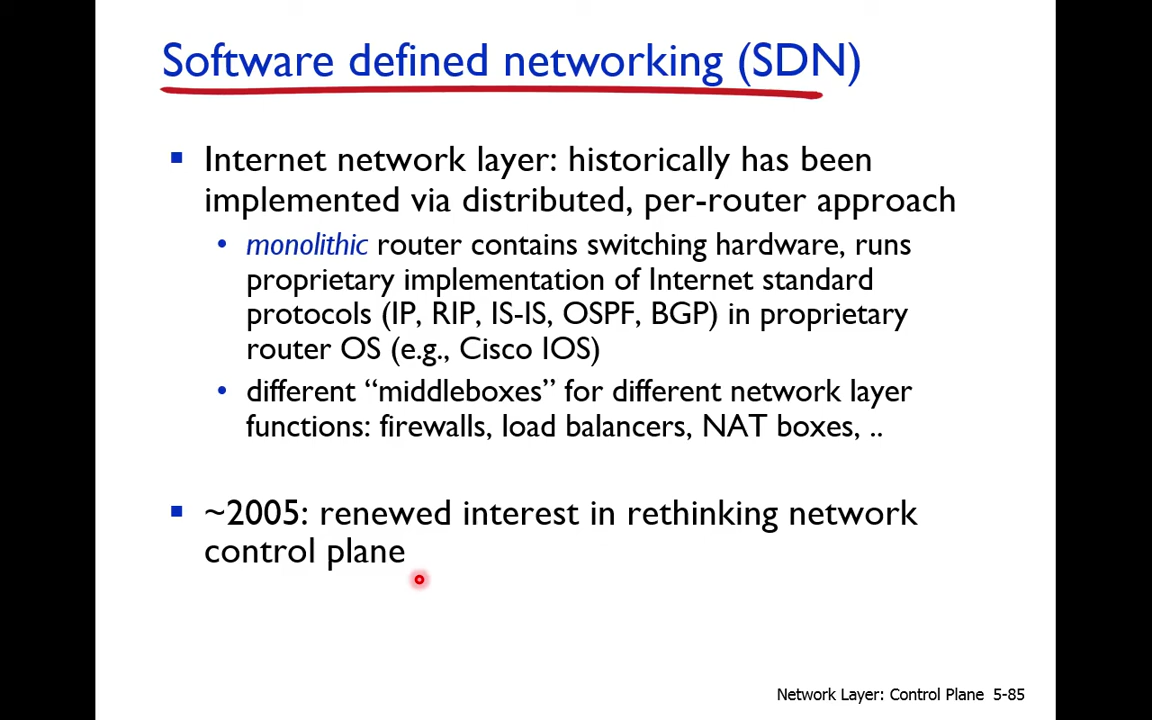 Software defined networking (SDN)
Internet network layer: historically has been
implemented via distributed, per-router approach
monolithic router contains switching hardware, runs
proprietary implementation of Internet standard
protocols (IP, RIP, IS-IS, OSPF, BGP) in proprietary
router OS (e.g., Cisco IOS)
different “middleboxes” for different network layer
functions: firewalls, load balancers, NAT boxes, ..
~2005: renewed interest in rethinking network
control plane
Network Layer: Control Plane 5-85